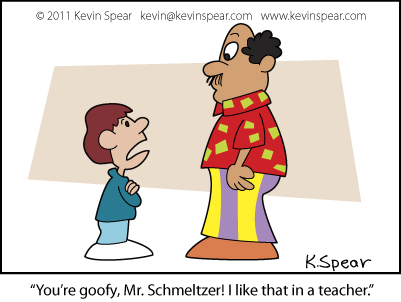 © 2011 Kevin Spear kevin@kevinspear.com www.kevinspear.com
K.Spear
“You’re goofy, Mr. Schmeltzer! I like that in a teacher.”